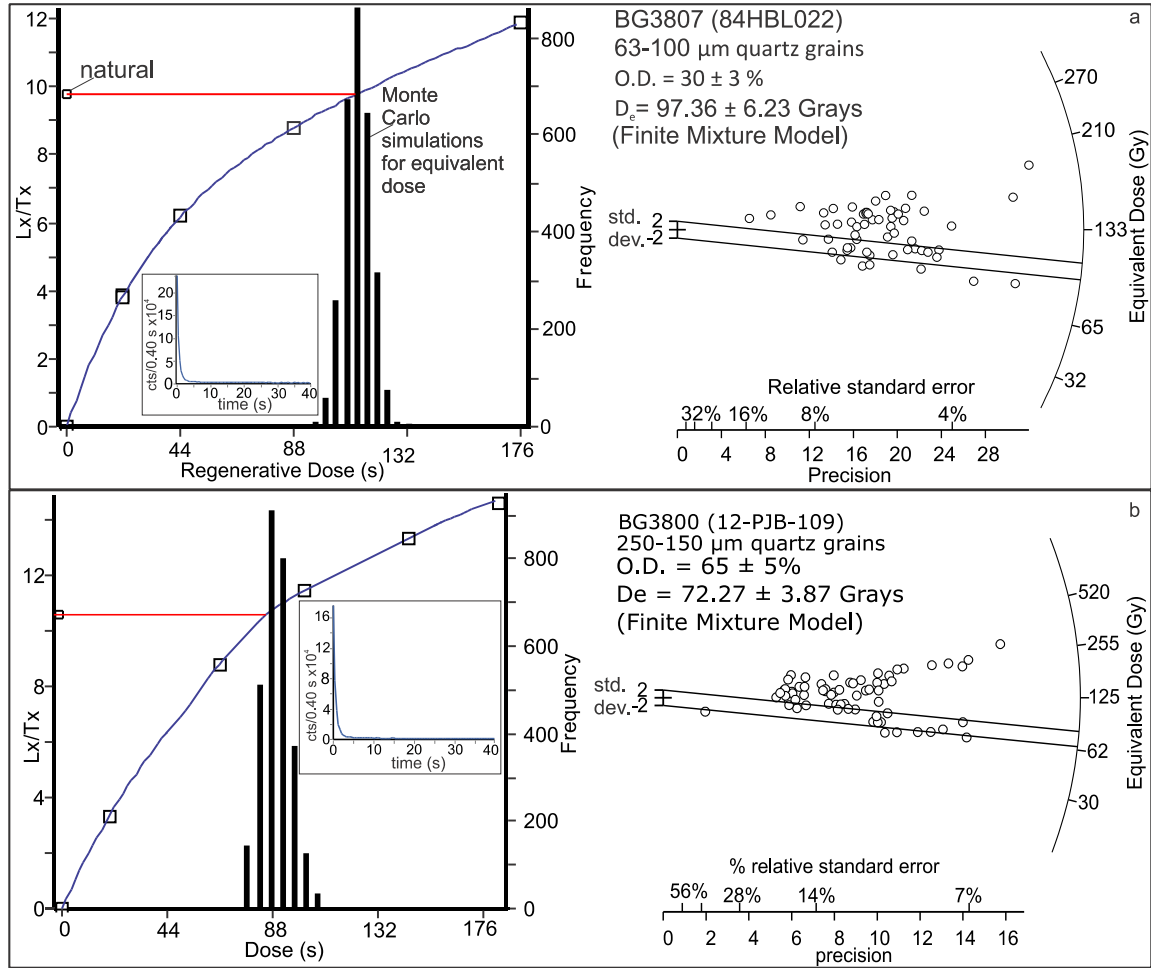 a
BG3807 (84HBL022)
63-100 µm quartz grains
O.D. = 30 ± 3 %
De = 97.36 ± 6.23 Grays
(Finite Mixture Model)
natural
Monte
Carlo
simulations
for equivalent
dose
Lx/Tx
12
10
8
6
4
2
0
Frequency
800
600
400
200
0
0 44 88 132 176
Regenerative Dose (s)
cts/0.40 s x10⁴
20
15
10
5
0
0 10 20 30 40
time (s)
std. 2
dev.-2
270
210
133
65
32
Equivalent Dose (Gy)
Relative standard error
32% 16% 8% 4%
0 2 4 8 12 16 20 24 28
Precision
b
BG3800 (12-PJB-109)
250-150 µm quartz grains
O.D. = 65 ± 5%
De = 72.27 ± 3.87 Grays
(Finite Mixture Model)
Lx/Tx
12
8
4
0
Frequency
800
600
400
200
0
0 44 88 132 176
Dose (s)
cts/0.40 s x10⁴
16
12
8
4
0
0 10 20 30 40
time (s)
std. 2
dev.-2
520
255
125
62
30
Equivalent Dose (Gy)
% relative standard error
56% 28% 14% 7%
0 2 4 6 8 10 12 14 16
precision